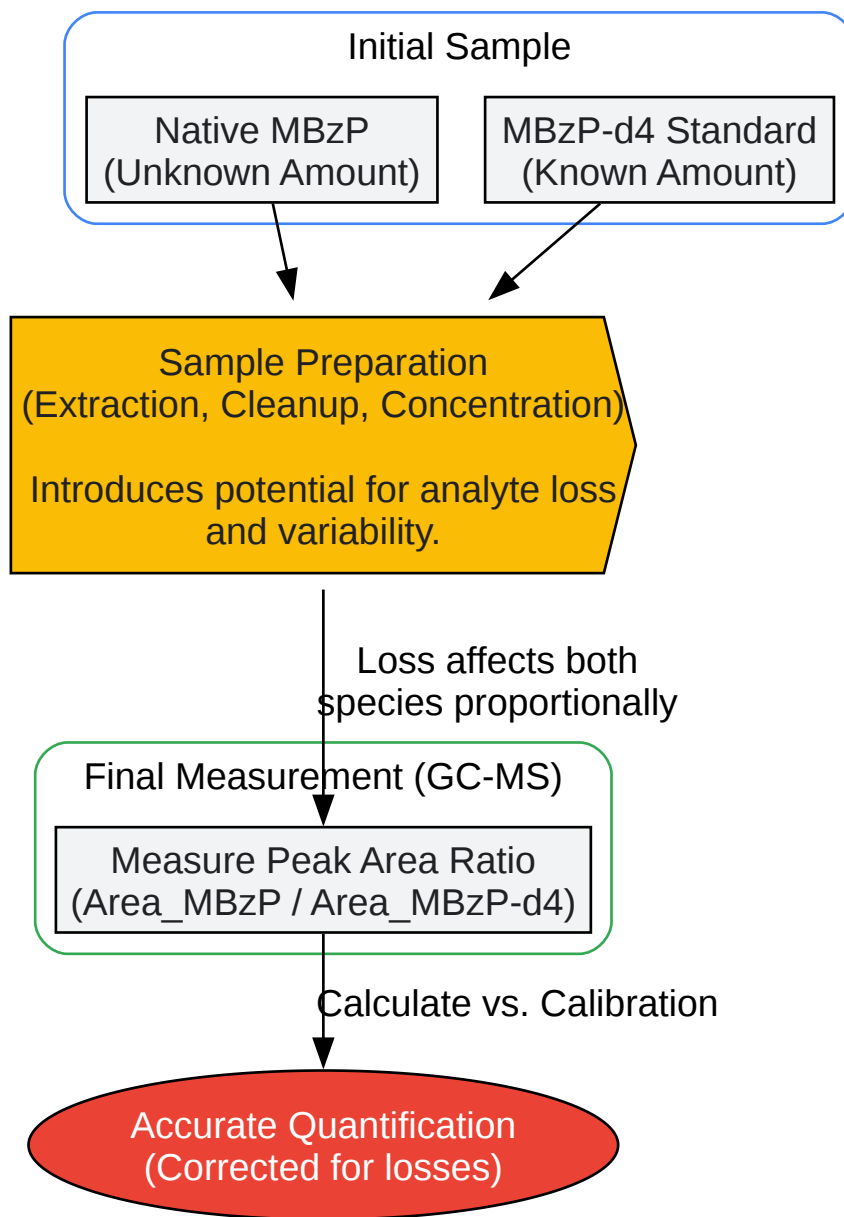 Initial Sample
Native MBzP
(Unknown Amount)
MBzP-d4 Standard
(Known Amount)
Sample Preparation
(Extraction, Cleanup, Concentration)
Introduces potential for analyte loss
and variability.
Loss affects both
species proportionally
Final Measurement (GC-MS)
Measure Peak Area Ratio
(Area_MBzP / Area_MBzP-d4)
Calculate vs. Calibration
Accurate Quantification
(Corrected for losses)